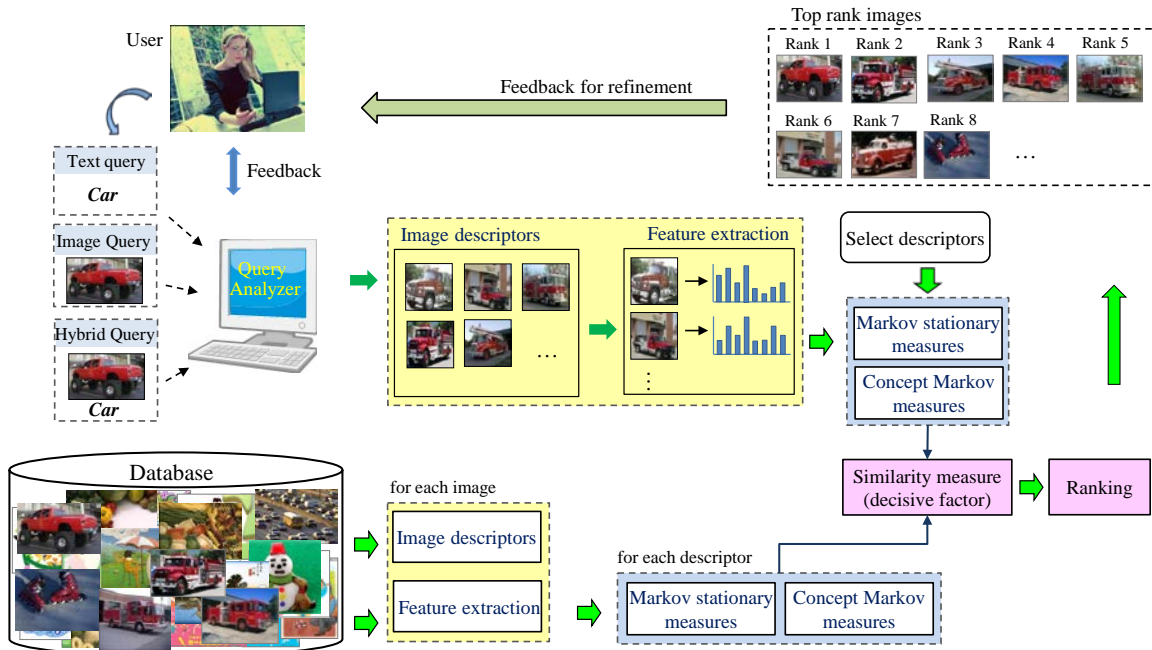 Top rank images
User
Rank 1
Rank 2
Rank 3
Rank 4
Rank 5
Feedback for refinement
Rank 6
Rank 7
Rank 8
...
Text query
Car
Feedback
Image Query
Hybrid Query
Car
Query
Analyzer
Image descriptors
...
Feature extraction
⋮
Select descriptors
Markov stationary
measures
Concept Markov
measures
Similarity measure
(decisive factor)
Ranking
Database
for each image
Image descriptors
Feature extraction
for each descriptor
Markov stationary
measures
Concept Markov
measures